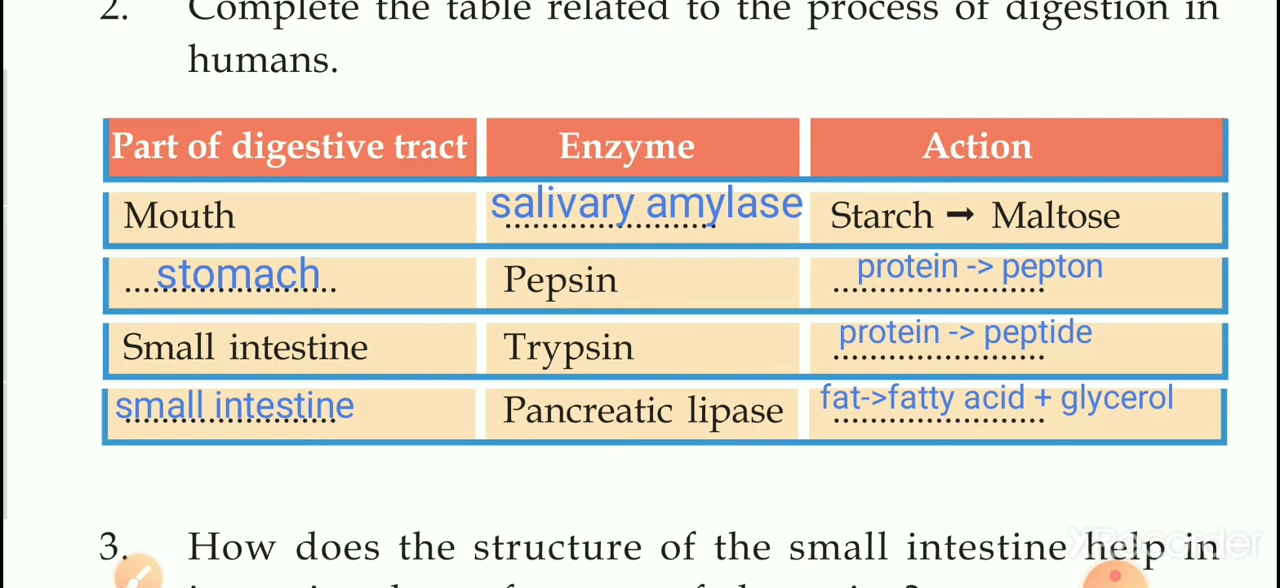 2. Complete the table related to the process of digestion in
humans.
Part of digestive tract Enzyme Action
Mouth salivary amylase Starch → Maltose
stomach Pepsin protein -> pepton
Small intestine Trypsin protein -> peptide
small intestine Pancreatic lipase fat->fatty acid + glycerol
3. How does the structure of the small intestine help in
XRecorder